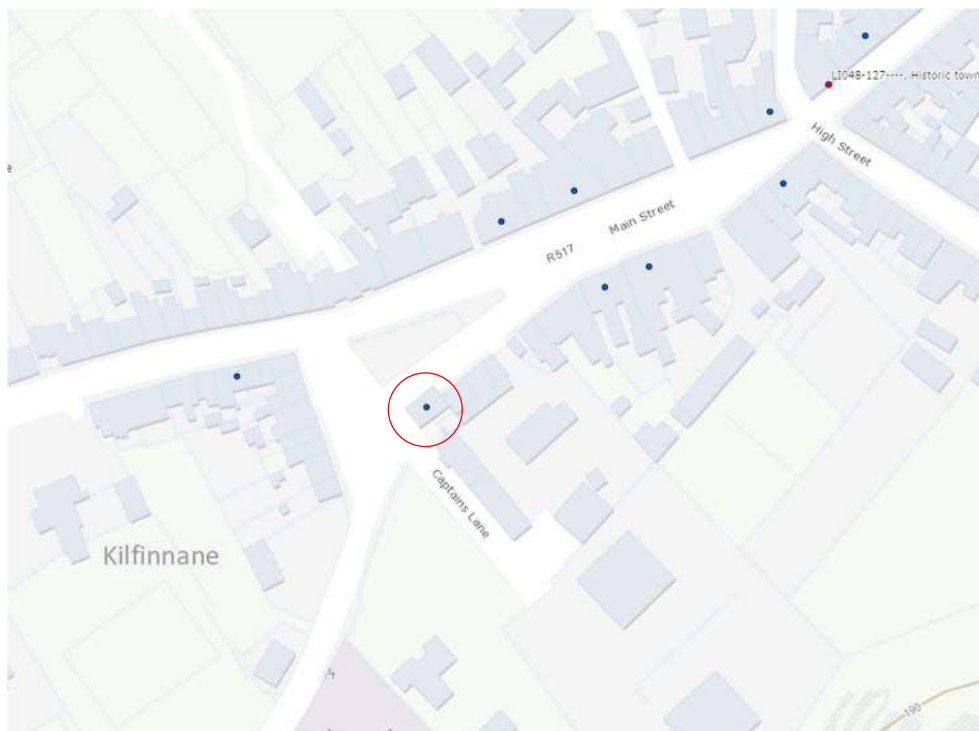 LI048-127----. Historic town
High Street
Main Street
R517
Captains Lane
Kilfinnane
190